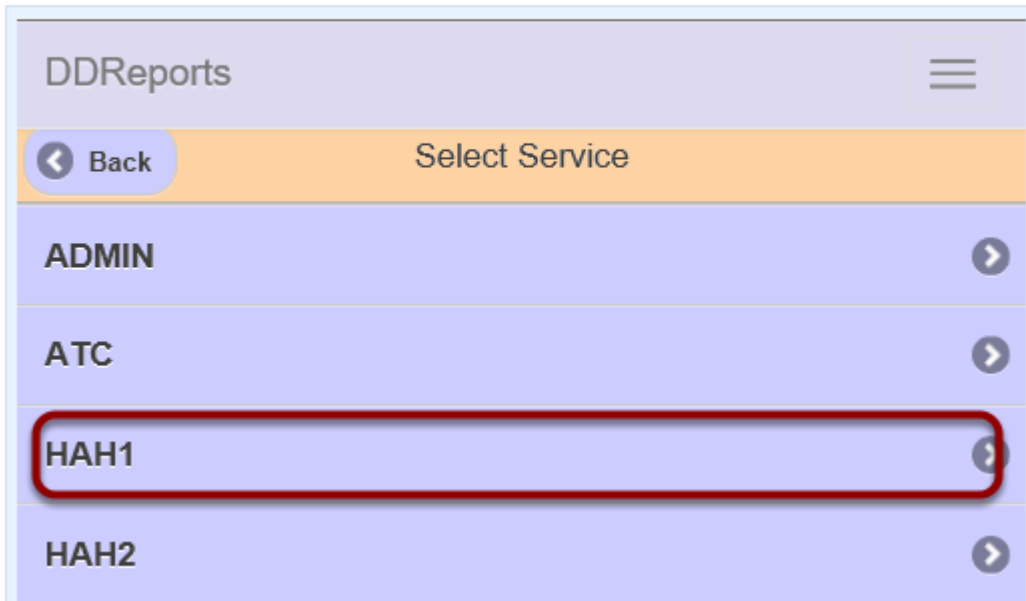 DDReports
Back
Select Service
ADMIN
ATC
HAH1
HAH2